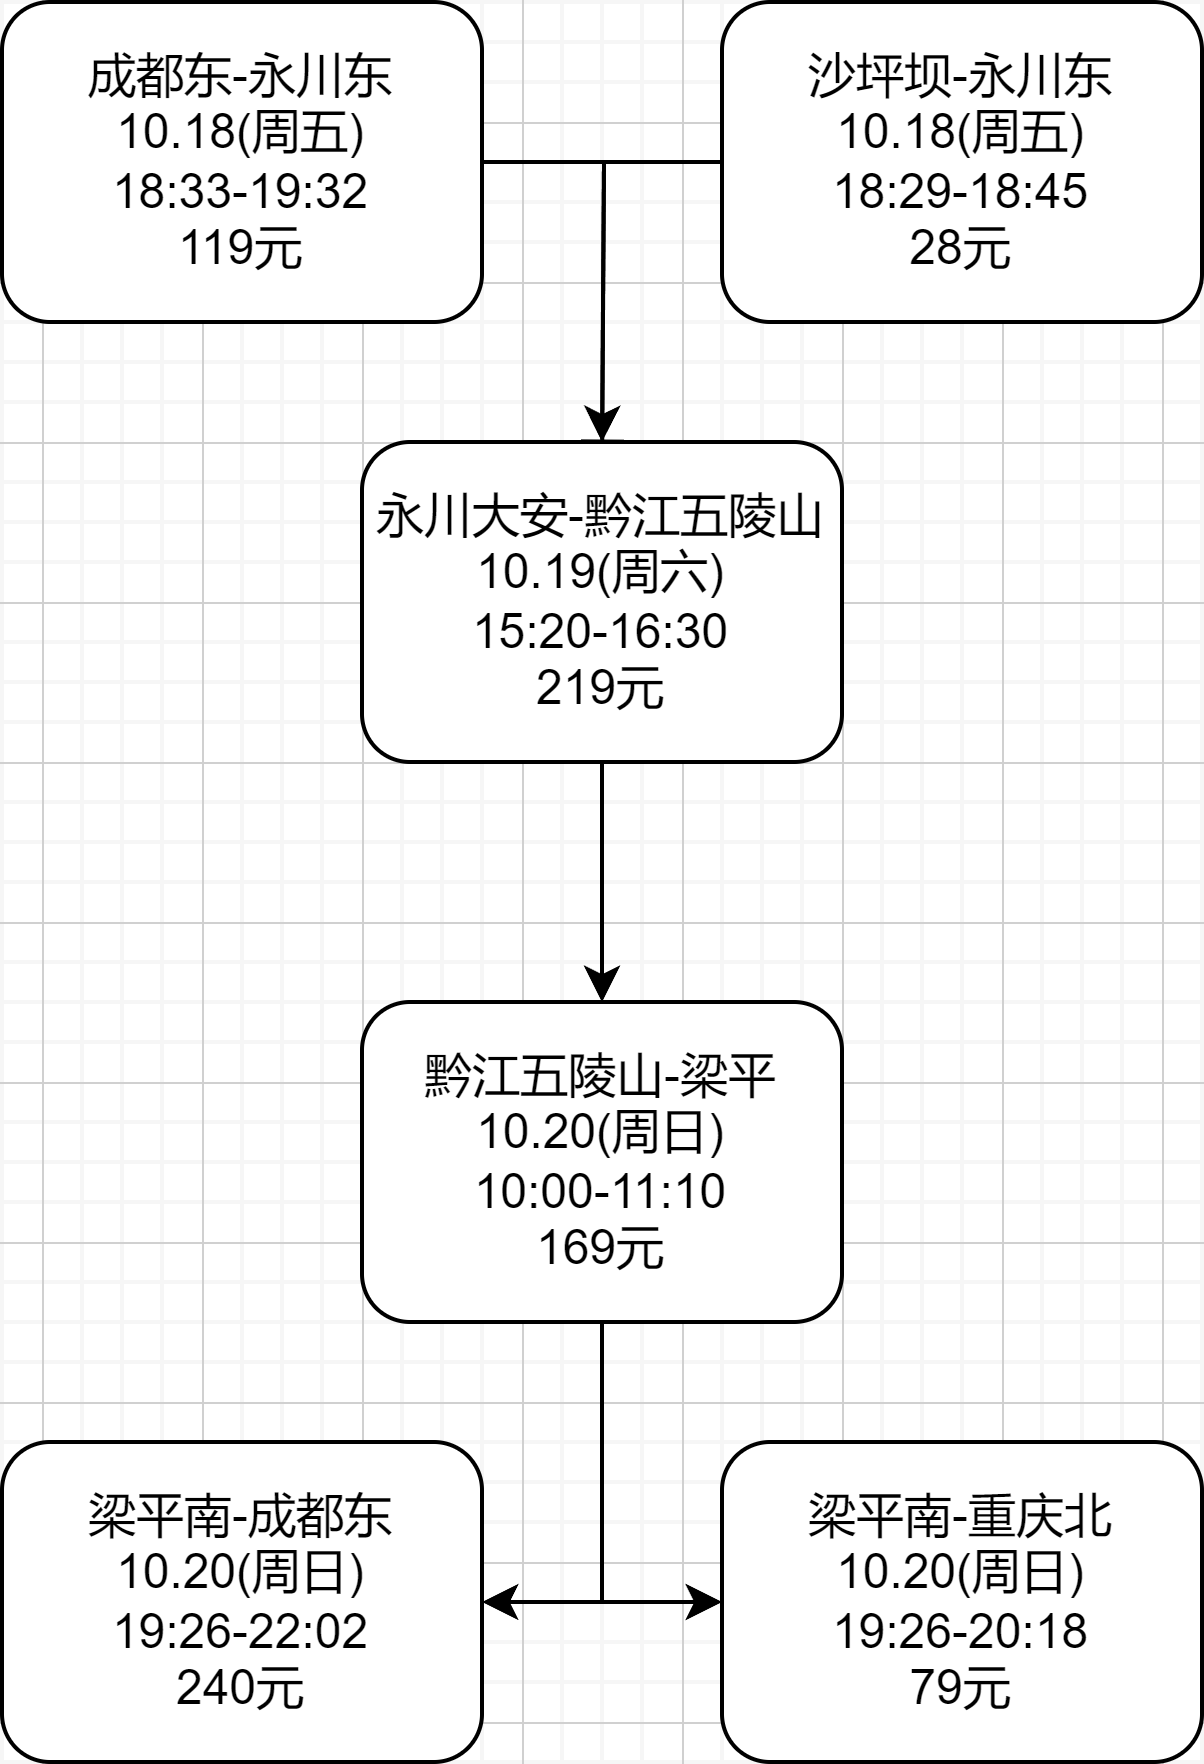 成都东-永川东
10.18(周五)
18:33-19:32
119元
沙坪坝-永川东
10.18(周五)
18:29-18:45
28元
永川大安-黔江五陵山
10.19(周六)
15:20-16:30
219元
黔江五陵山-梁平
10.20(周日)
10:00-11:10
169元
梁平南-成都东
10.20(周日)
19:26-22:02
240元
梁平南-重庆北
10.20(周日)
19:26-20:18
79元